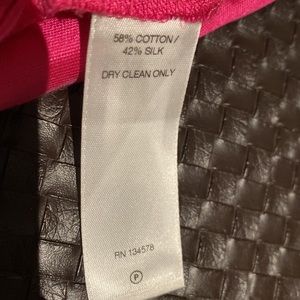 58% COTTON /
42% SILK
DRY CLEAN ONLY
RN 134578
P